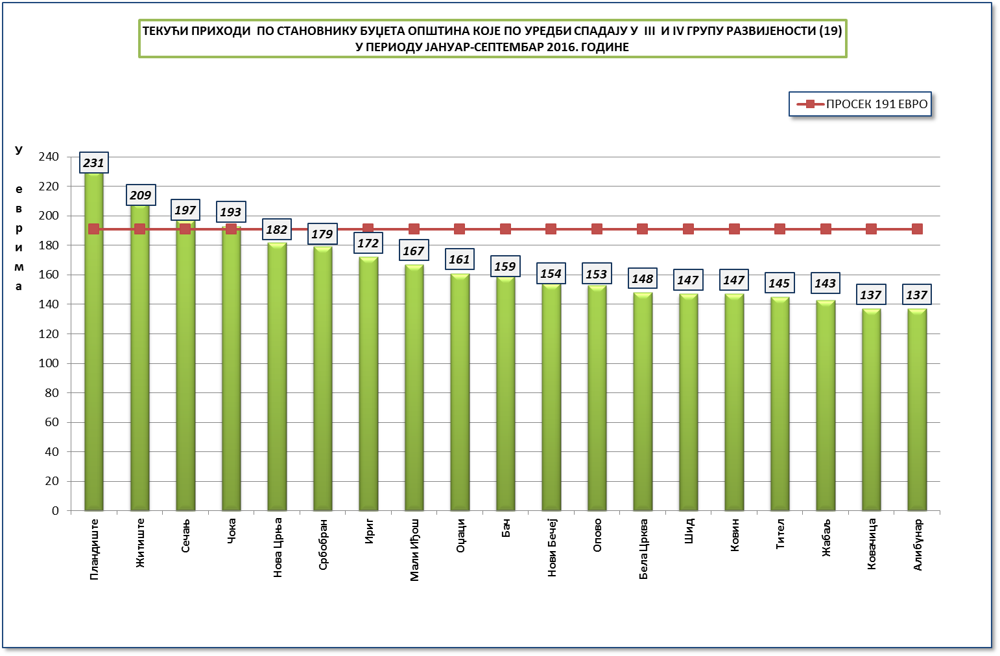 ТЕКУЋИ ПРИХОДИ ПО СТАНОВНИКУ БУЏЕТА ОПШТИНА КОЈЕ ПО УРЕДБИ СПАДАЈУ У III И IV ГРУПУ РАЗВИЈЕНОСТИ (19)
У ПЕРИОДУ ЈАНУАР-СЕПТЕМБАР 2016. ГОДИНЕ
ПРОСЕК 191 ЕВРО
У еврима
240
220
200
180
160
140
120
100
80
60
40
20
0
231
209
197
193
182
179
172
167
161
159
154
153
148
147
147
145
143
137
137
Пландиште
Житиште
Сечањ
Чока
Нова Црња
Србобран
Ириг
Мали Иђош
Оџаци
Бач
Нови Бечеј
Опово
Бела Црква
Шид
Ковин
Тител
Жабаљ
Ковачица
Алибунар